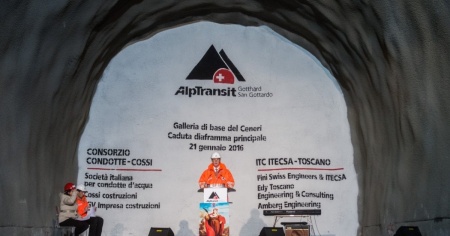 AlpTransit Gotthard
San Gottardo
Galleria di base del Ceneri
Caduta diaframma principale
21 gennaio 2016
CONSORZIO
CONDOTTE-COSSI
Società italiana
per condotte d'acqua
Cossi costruzioni
Impresa costruzioni
ITC ITECSA-TOSCANO
Pini Swiss Engineers & ITECSA
Edy Toscano
Engineering & Consulting
Amberg Engineering